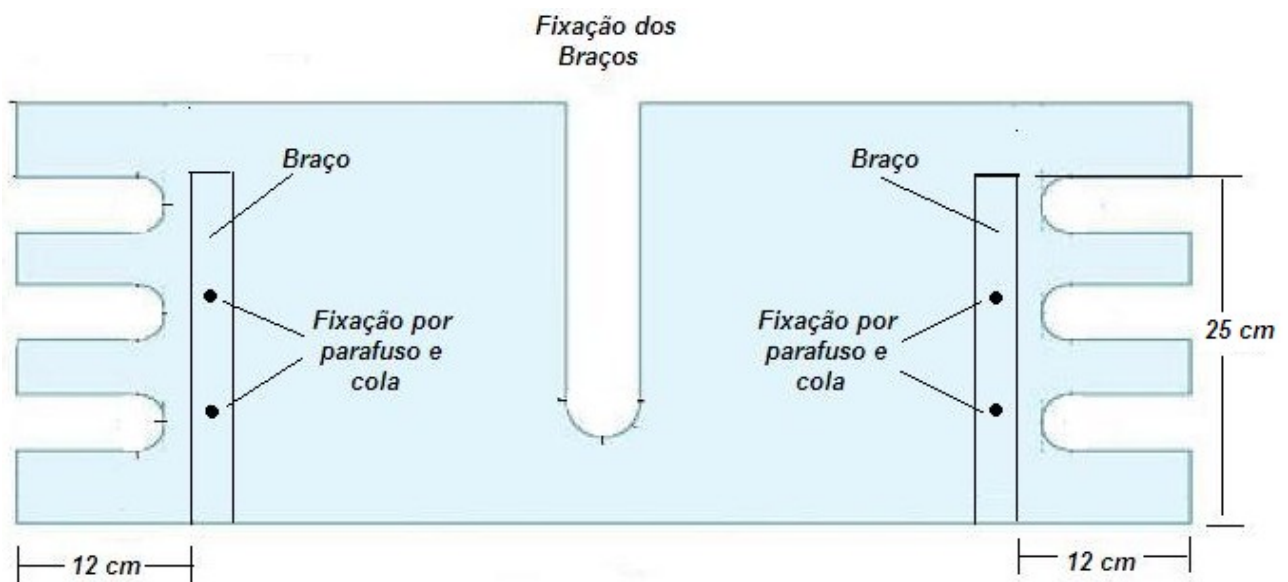 Fixação dos
Braços
Braço
Braço
Fixação por
parafuso e
cola
Fixação por
parafuso e
cola
25 cm
12 cm
12 cm